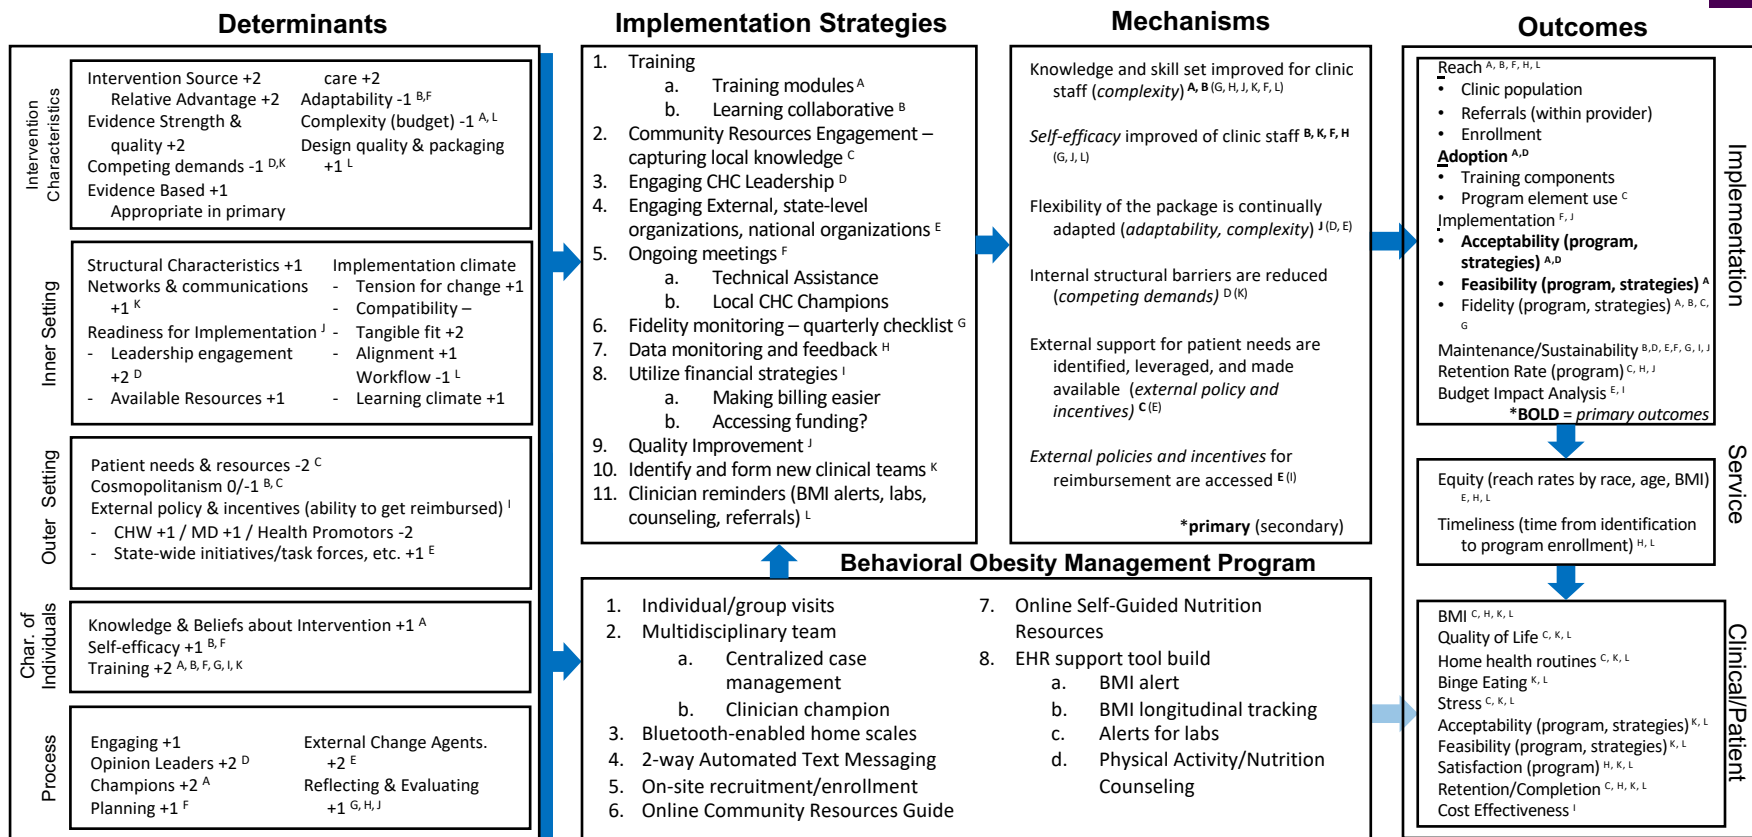 Determinants
Implementation Strategies
Mechanisms
Outcomes
Intervention
Characteristics
Intervention Source +2
Relative Advantage +2
Evidence Strength &
quality +2
Competing demands -1 D,K
Evidence Based +1
Appropriate in primary
care +2
Adaptability -1 B,F
Complexity (budget) -1 A, L
Design quality & packaging
+1 L
Inner Setting
Structural Characteristics +1
Networks & communications
+1 K
Readiness for Implementation J
- Leadership engagement
+2 D
- Available Resources +1
Implementation climate
- Tension for change +1
- Compatibility –
- Tangible fit +2
- Alignment +1
Workflow -1 L
- Learning climate +1
Outer Setting
Patient needs & resources -2 C
Cosmopolitanism 0/-1 B, C
External policy & incentives (ability to get reimbursed) I
- CHW +1 / MD +1 / Health Promotors -2
- State-wide initiatives/task forces, etc. +1 E
Char. of
Individuals
Knowledge & Beliefs about Intervention +1 A
Self-efficacy +1 B, F
Training +2 A, B, F, G, I, K
Process
Engaging +1
Opinion Leaders +2 D
Champions +2 A
Planning +1 F
External Change Agents.
+2 E
Reflecting & Evaluating
+1 G, H, J
1. Training
a. Training modules A
b. Learning collaborative B
2. Community Resources Engagement –
capturing local knowledge C
3. Engaging CHC Leadership D
4. Engaging External, state-level
organizations, national organizations E
5. Ongoing meetings F
a. Technical Assistance
b. Local CHC Champions
6. Fidelity monitoring – quarterly checklist G
7. Data monitoring and feedback H
8. Utilize financial strategies I
a. Making billing easier
b. Accessing funding?
9. Quality Improvement J
10. Identify and form new clinical teams K
11. Clinician reminders (BMI alerts, labs,
counseling, referrals) L
Knowledge and skill set improved for clinic
staff (complexity) A, B (G, H, J, K, F, L)
Self-efficacy improved of clinic staff B, K, F, H
(G, J, L)
Flexibility of the package is continually
adapted (adaptability, complexity) J (D, E)
Internal structural barriers are reduced
(competing demands) D (K)
External support for patient needs are
identified, leveraged, and made
available (external policy and
incentives) C (E)
External policies and incentives for
reimbursement are accessed E (I)
*primary (secondary)
Behavioral Obesity Management Program
1. Individual/group visits
2. Multidisciplinary team
a. Centralized case
management
b. Clinician champion
3. Bluetooth-enabled home scales
4. 2-way Automated Text Messaging
5. On-site recruitment/enrollment
6. Online Community Resources Guide
7. Online Self-Guided Nutrition
Resources
8. EHR support tool build
a. BMI alert
b. BMI longitudinal tracking
c. Alerts for labs
d. Physical Activity/Nutrition
Counseling
Reach A, B, F, H, L
• Clinic population
• Referrals (within provider)
• Enrollment
Adoption A,D
• Training components
• Program element use C
Implementation F, J
• Acceptability (program,
strategies) A,D
• Feasibility (program, strategies) A
• Fidelity (program, strategies) A, B, C,
G
Maintenance/Sustainability B,D, E,F, G, I, J
Retention Rate (program) C, H, J
Budget Impact Analysis E, I
*BOLD = primary outcomes
Implementation
Equity (reach rates by race, age, BMI)
E, H, L
Timeliness (time from identification
to program enrollment) H, L
Service
BMI C, H, K, L
Quality of Life C, K, L
Home health routines C, K, L
Binge Eating K, L
Stress C, K, L
Acceptability (program, strategies) K, L
Feasibility (program, strategies) K, L
Satisfaction (program) H, K, L
Retention/Completion C, H, K, L
Cost Effectiveness I
Clinical/Patient